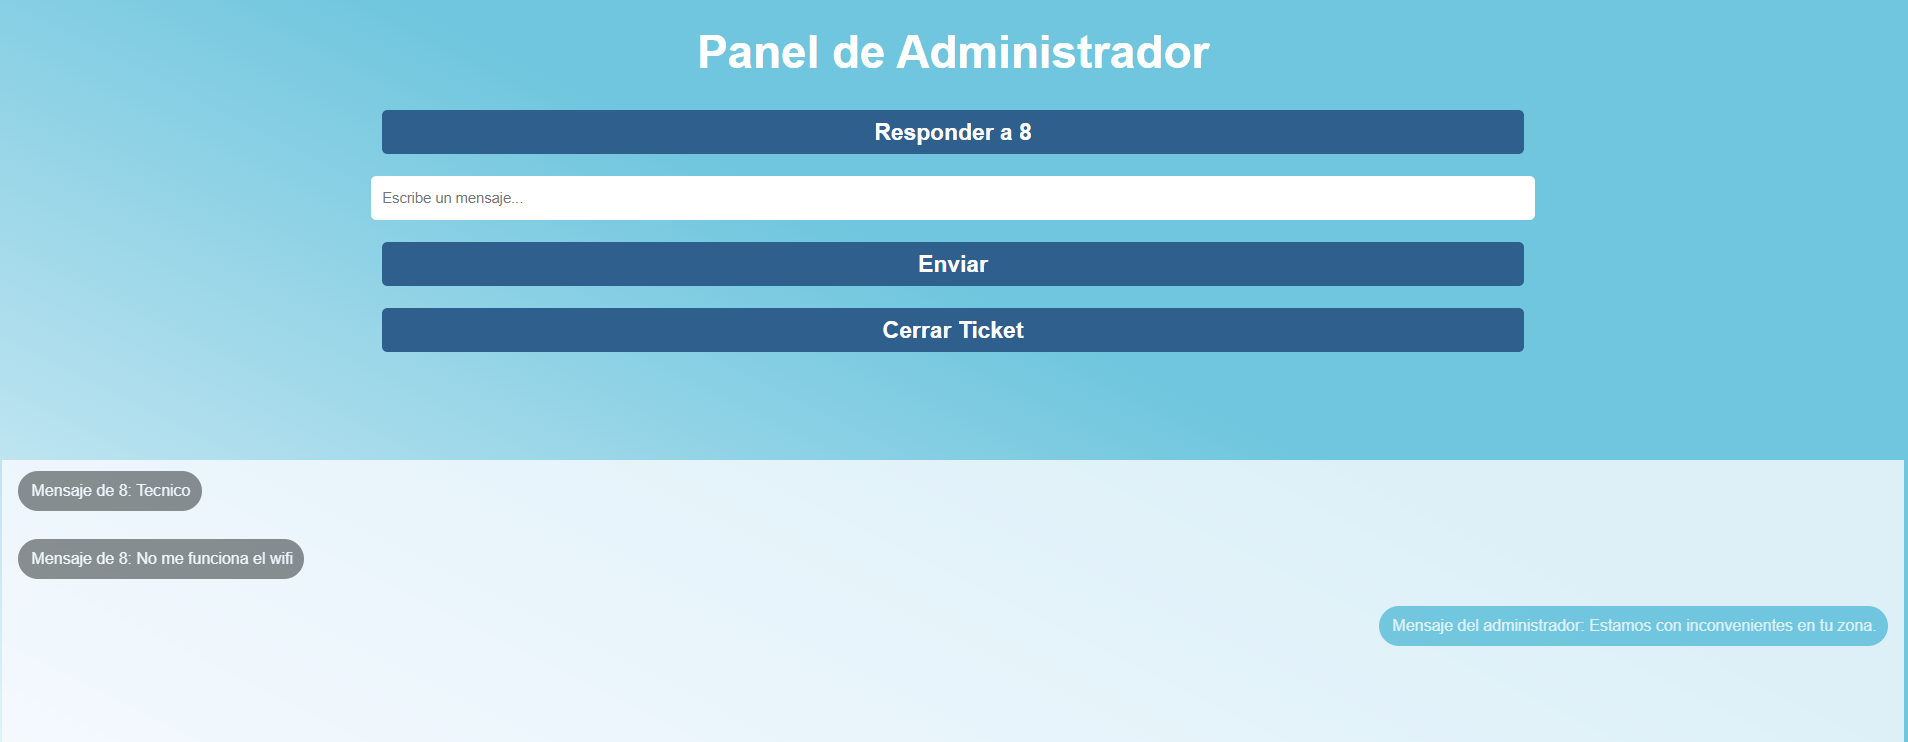 Panel de Administrador
Responder a 8
Escribe un mensaje...
Enviar
Cerrar Ticket
Mensaje de 8: Tecnico
Mensaje de 8: No me funciona el wifi
Mensaje del administrador: Estamos con inconvenientes en tu zona.